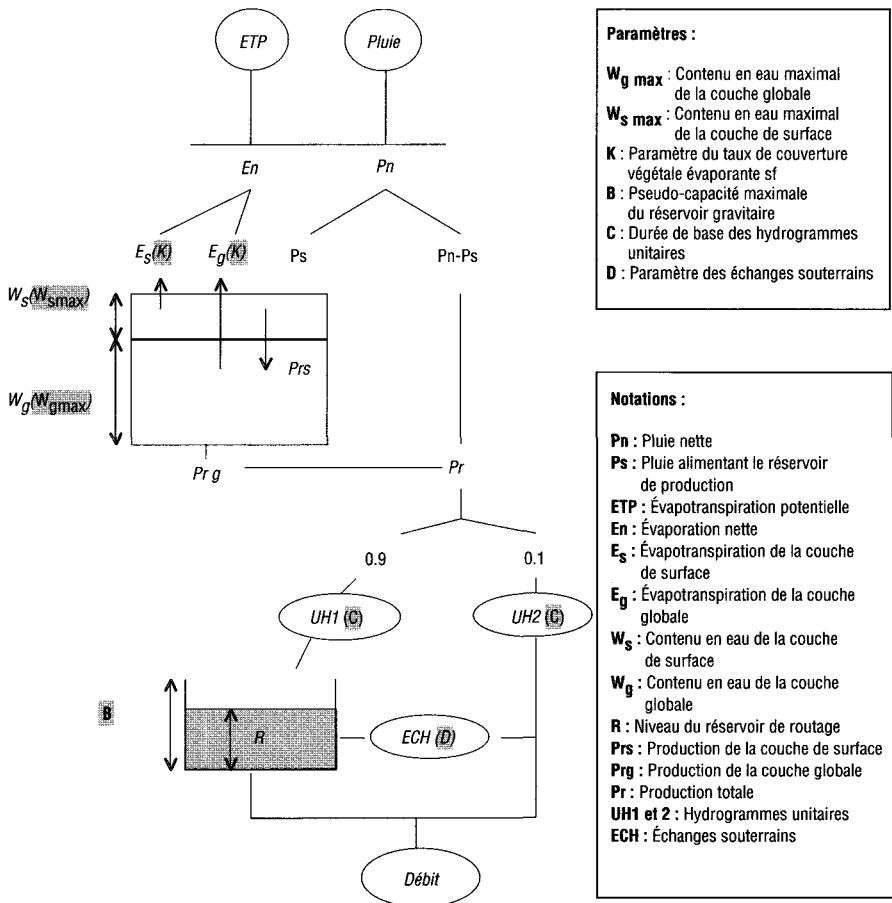 ETP
Pluie
En
Pn
Es(K)
Eg(K)
Ps
Pn-Ps
Ws(Wsmax)
Prs
Wg(Wgmax)
Pr g
Pr
0.9
0.1
UH1 (C)
UH2 (C)
B
R
ECH (D)
Débit
Paramètres :
Wg max : Contenu en eau maximal
de la couche globale
Ws max : Contenu en eau maximal
de la couche de surface
K : Paramètre du taux de couverture
végétale évaporante sf
B : Pseudo-capacité maximale
du réservoir gravitaire
C : Durée de base des hydrogrammes
unitaires
D : Paramètre des échanges souterrains
Notations :
Pn : Pluie nette
Ps : Pluie alimentant le réservoir
de production
ETP : Évapotranspiration potentielle
En : Évaporation nette
Es : Évapotranspiration de la couche
de surface
Eg : Évapotranspiration de la couche
globale
Ws : Contenu en eau de la couche
de surface
Wg : Contenu en eau de la couche
globale
R : Niveau du réservoir de routage
Prs : Production de la couche de surface
Prg : Production de la couche globale
Pr : Production totale
UH1 et 2 : Hydrogrammes unitaires
ECH : Échanges souterrains